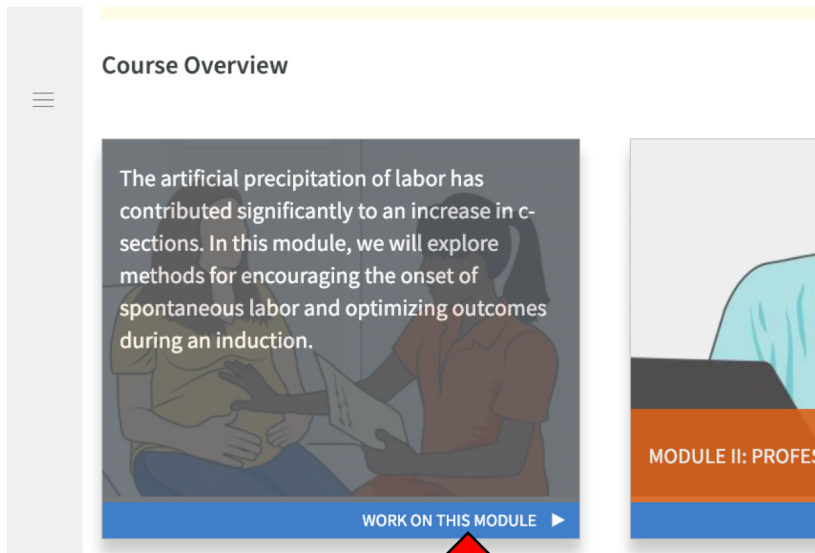 Course Overview
The artificial precipitation of labor has
contributed significantly to an increase in c-
sections. In this module, we will explore
methods for encouraging the onset of
spontaneous labor and optimizing outcomes
during an induction.
WORK ON THIS MODULE
MODULE II: